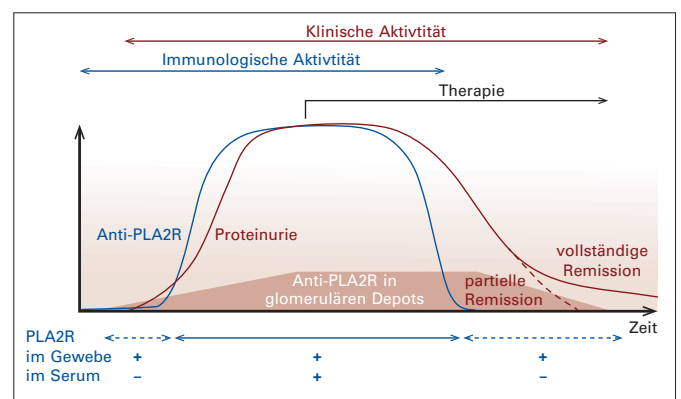 Klinische Aktivtität
Immunologische Aktivtität
Therapie
Anti-PLA2R
Proteinurie
vollständige
Remission
Anti-PLA2R in
glomerulären Depots
partielle
Remission
Zeit
PLA2R
im Gewebe + + +
im Serum – + –